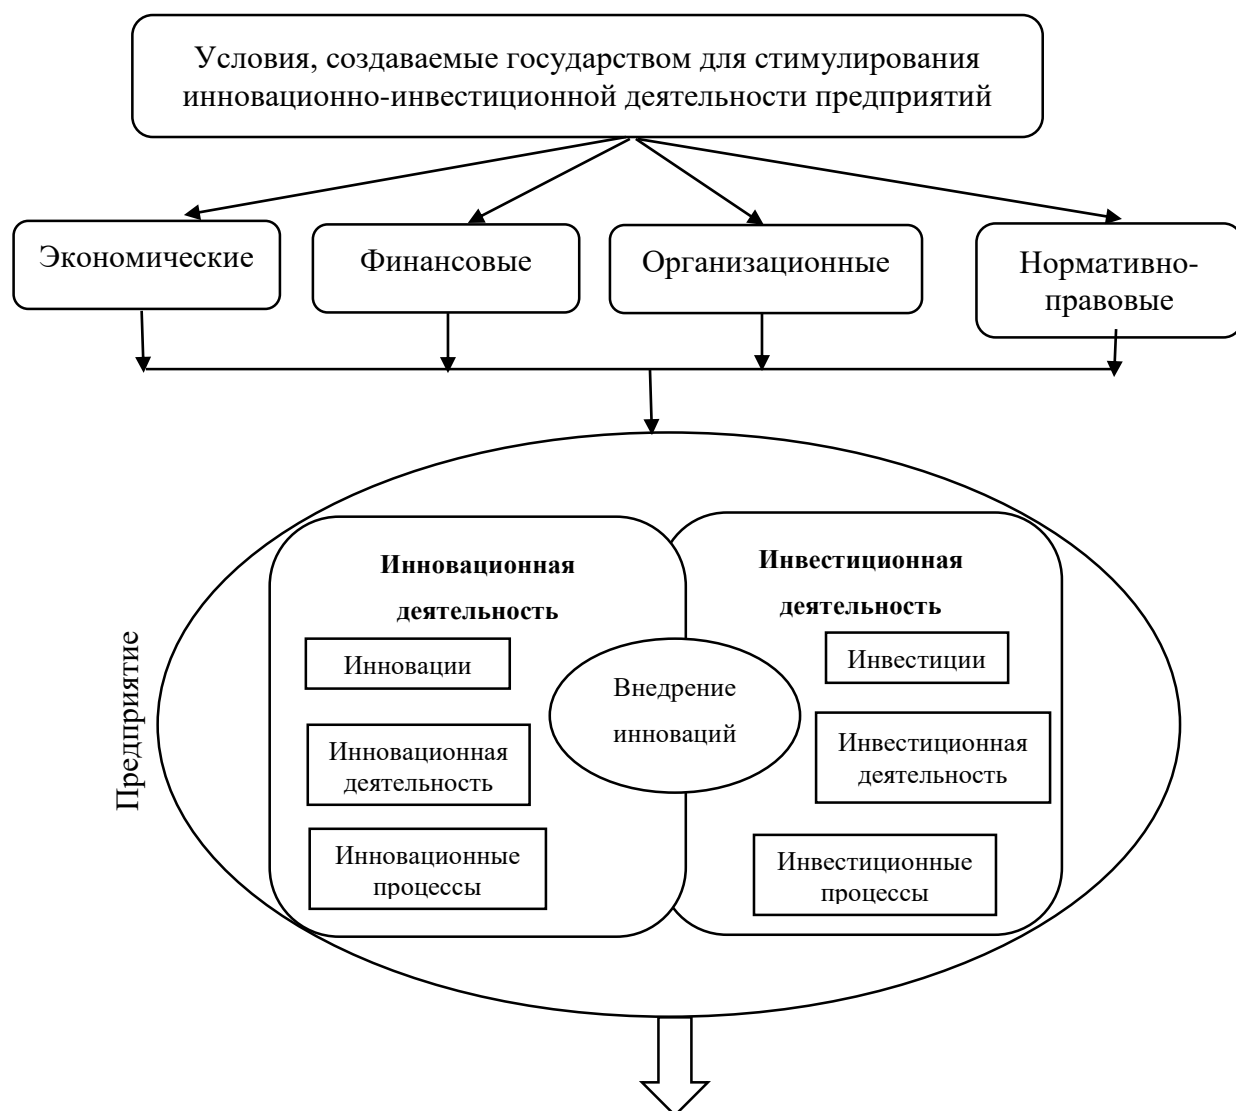 Условия, создаваемые государством для стимулирования
инновационно-инвестиционной деятельности предприятий
Экономические
Финансовые
Организационные
Нормативно-
правовые
Предприятие
Инновационная
деятельность
Инновации
Инновационная
деятельность
Инновационные
процессы
Внедрение
инноваций
Инвестиционная
деятельность
Инвестиции
Инвестиционная
деятельность
Инвестиционные
процессы